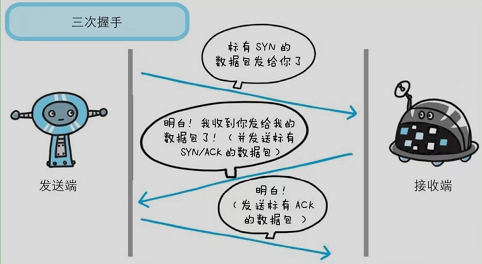 三次握手
标有 SYN 的
数据包发给你了
明白！我收到你发给我的
数据包了！（并发送标有
SYN/ACK 的数据包）
明白！
（发送标有 ACK
的数据包 ）
发送端
接收端